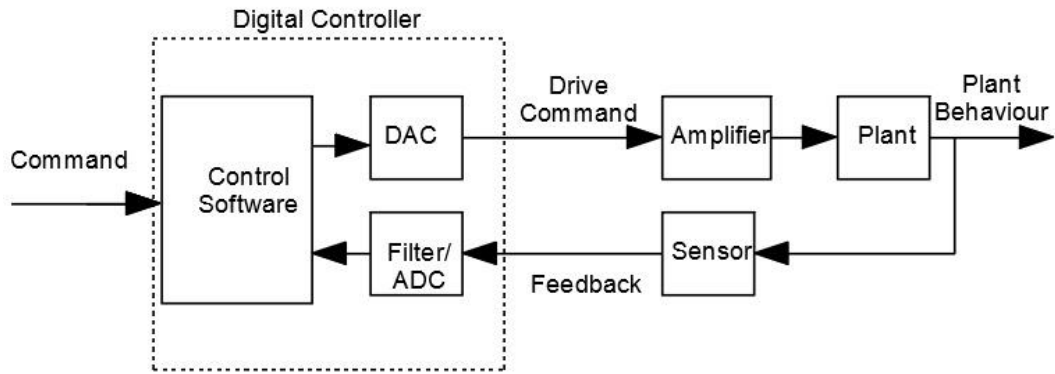 Digital Controller
Drive
Command
Plant
Behaviour
Command
Control
Software
DAC
Amplifier
Plant
Filter/
ADC
Feedback
Sensor